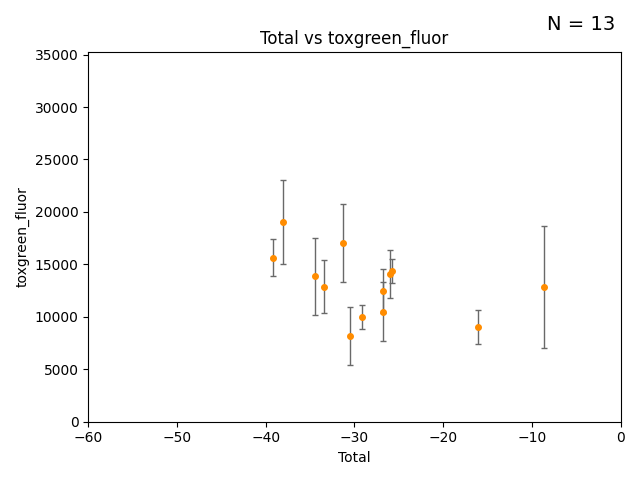 N = 13
Total vs toxgreen_fluor
35000
30000
25000
20000
15000
10000
5000
0
toxgreen_fluor
−60 −50 −40 −30 −20 −10 0
Total